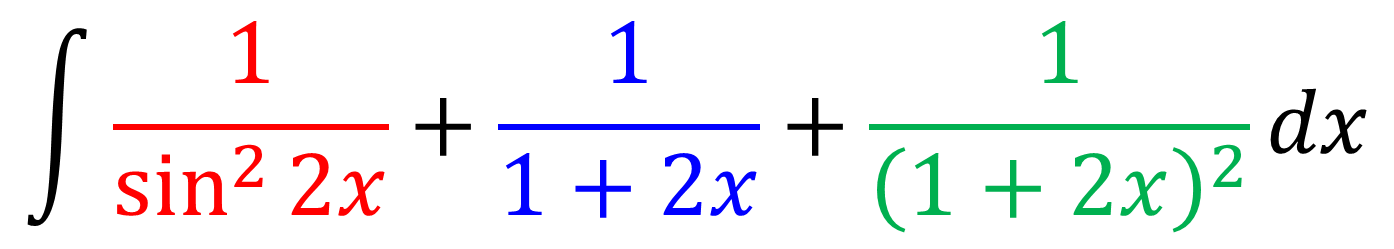 ∫ 1/(sin² 2x) + 1/(1 + 2x) + 1/((1 + 2x)²) dx